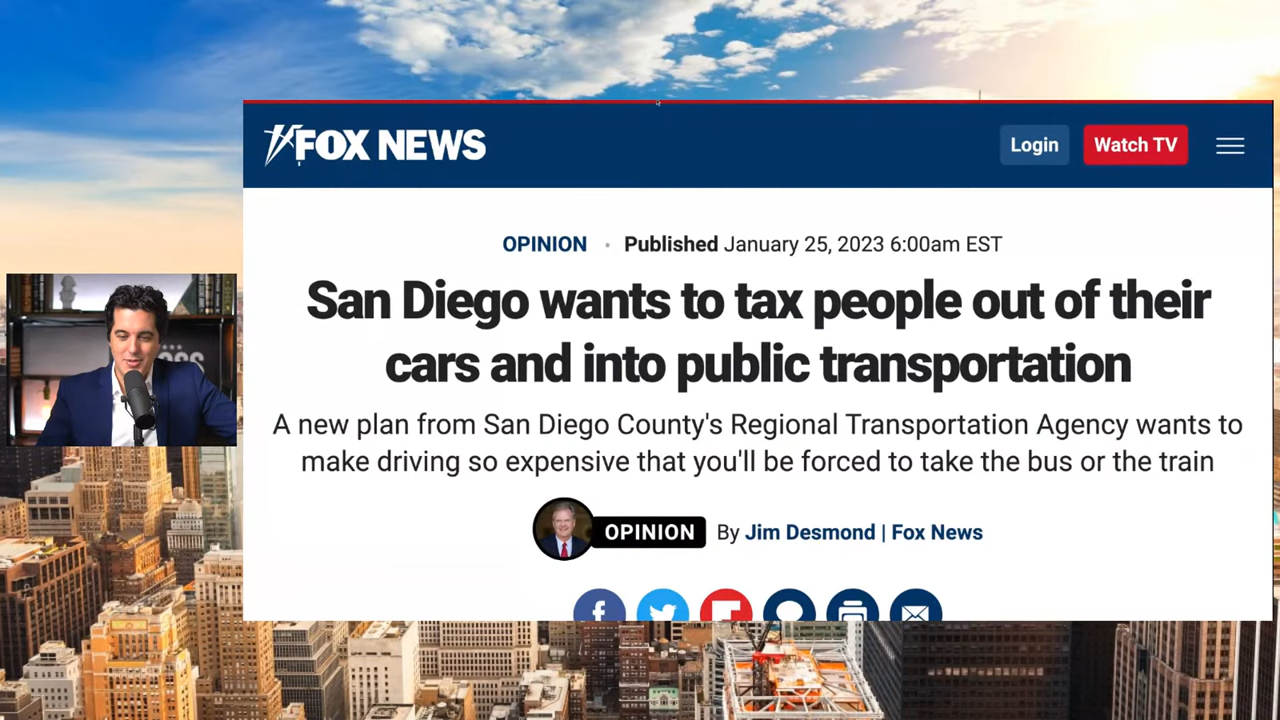 FOX NEWS
Login
Watch TV
OPINION · Published January 25, 2023 6:00am EST
San Diego wants to tax people out of their
cars and into public transportation
A new plan from San Diego County's Regional Transportation Agency wants to
make driving so expensive that you'll be forced to take the bus or the train
OPINION By Jim Desmond | Fox News